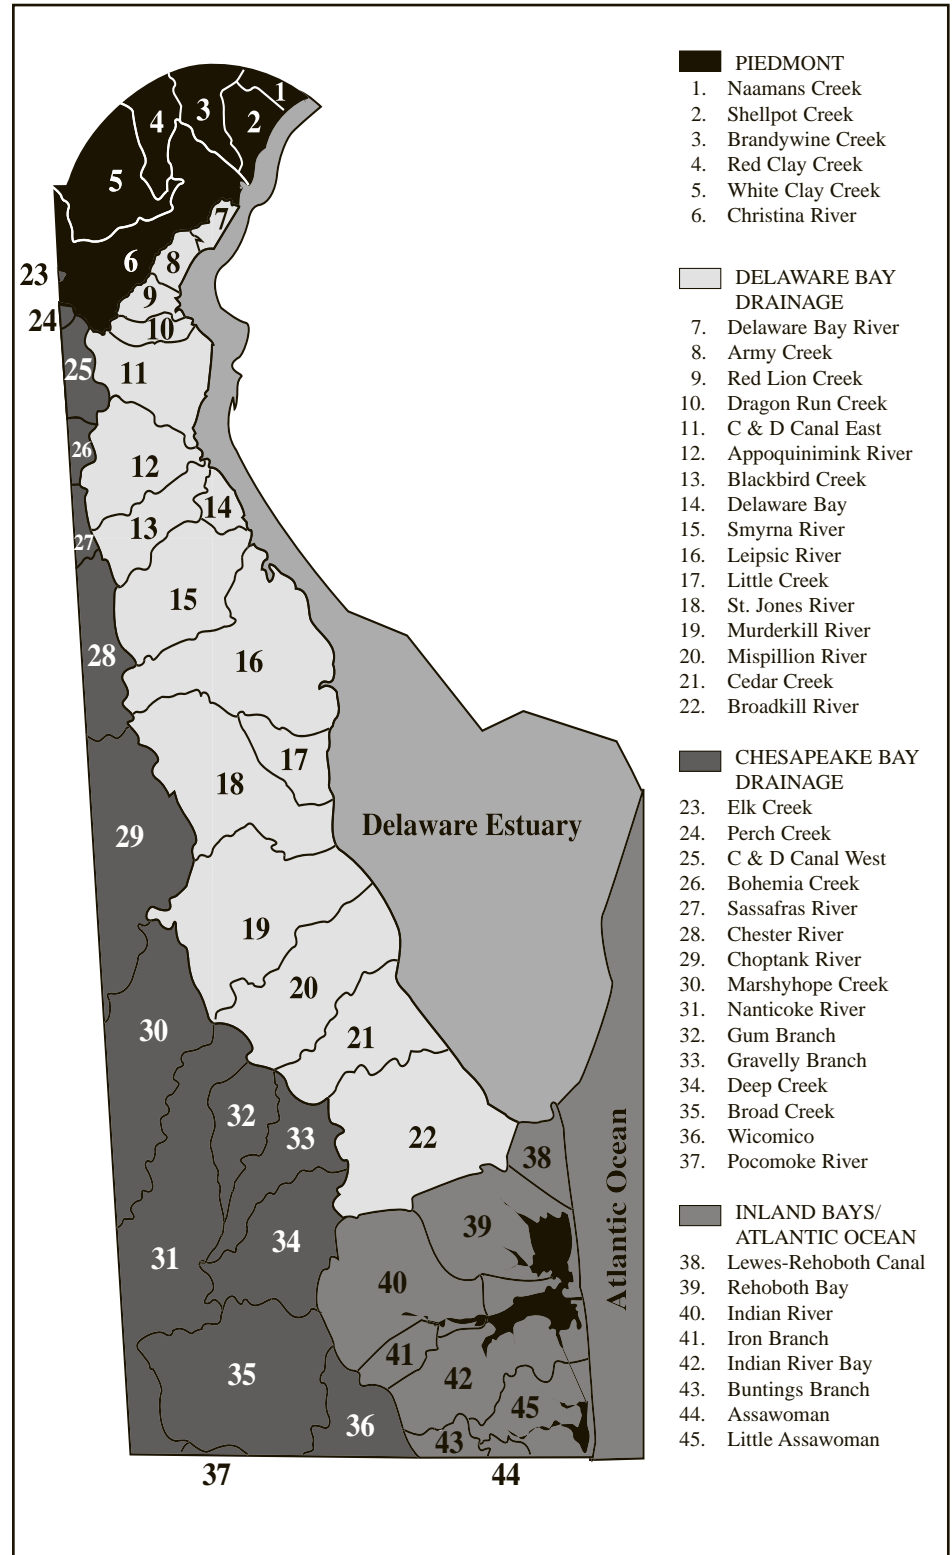 PIEDMONT
1. Naamans Creek
2. Shellpot Creek
3. Brandywine Creek
4. Red Clay Creek
5. White Clay Creek
6. Christina River
DELAWARE BAY
DRAINAGE
7. Delaware Bay River
8. Army Creek
9. Red Lion Creek
10. Dragon Run Creek
11. C & D Canal East
12. Appoquinimink River
13. Blackbird Creek
14. Delaware Bay
15. Smyrna River
16. Leipsic River
17. Little Creek
18. St. Jones River
19. Murderkill River
20. Mispillion River
21. Cedar Creek
22. Broadkill River
CHESAPEAKE BAY
DRAINAGE
23. Elk Creek
24. Perch Creek
25. C & D Canal West
26. Bohemia Creek
27. Sassafras River
28. Chester River
29. Choptank River
30. Marshyhope Creek
31. Nanticoke River
32. Gum Branch
33. Gravelly Branch
34. Deep Creek
35. Broad Creek
36. Wicomico
37. Pocomoke River
INLAND BAYS/
ATLANTIC OCEAN
38. Lewes-Rehoboth Canal
39. Rehoboth Bay
40. Indian River
41. Iron Branch
42. Indian River Bay
43. Buntings Branch
44. Assawoman
45. Little Assawoman
1
2
3
4
5
6
7
8
9
10
11
12
13
14
15
16
17
18
19
20
21
22
23
24
25
26
27
28
29
30
31
32
33
34
35
36
37
38
39
40
41
42
43
44
45
Delaware Estuary
Atlantic Ocean